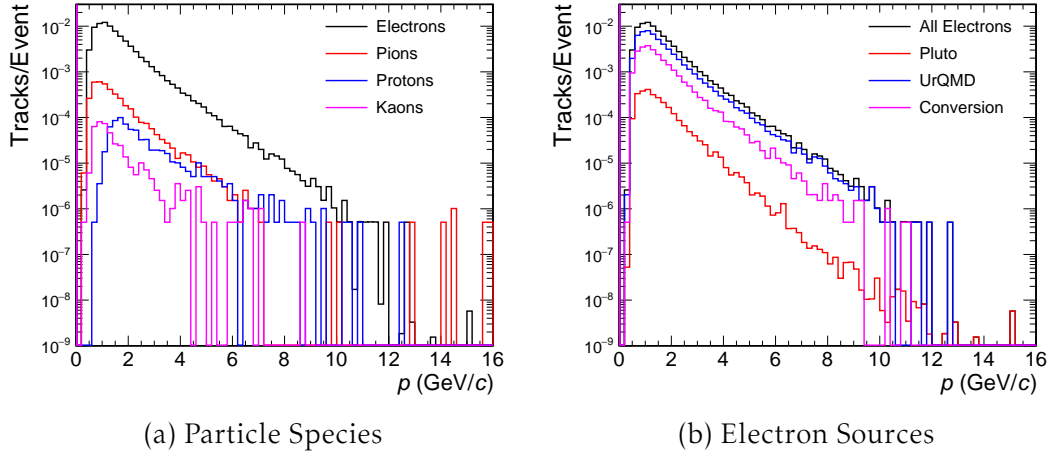 Tracks/Event
10⁻²
10⁻³
10⁻⁴
10⁻⁵
10⁻⁶
10⁻⁷
10⁻⁸
10⁻⁹
Electrons
Pions
Protons
Kaons
0 2 4 6 8 10 12 14 16
p (GeV/c)
(a) Particle Species
Tracks/Event
10⁻²
10⁻³
10⁻⁴
10⁻⁵
10⁻⁶
10⁻⁷
10⁻⁸
10⁻⁹
All Electrons
Pluto
UrQMD
Conversion
0 2 4 6 8 10 12 14 16
p (GeV/c)
(b) Electron Sources